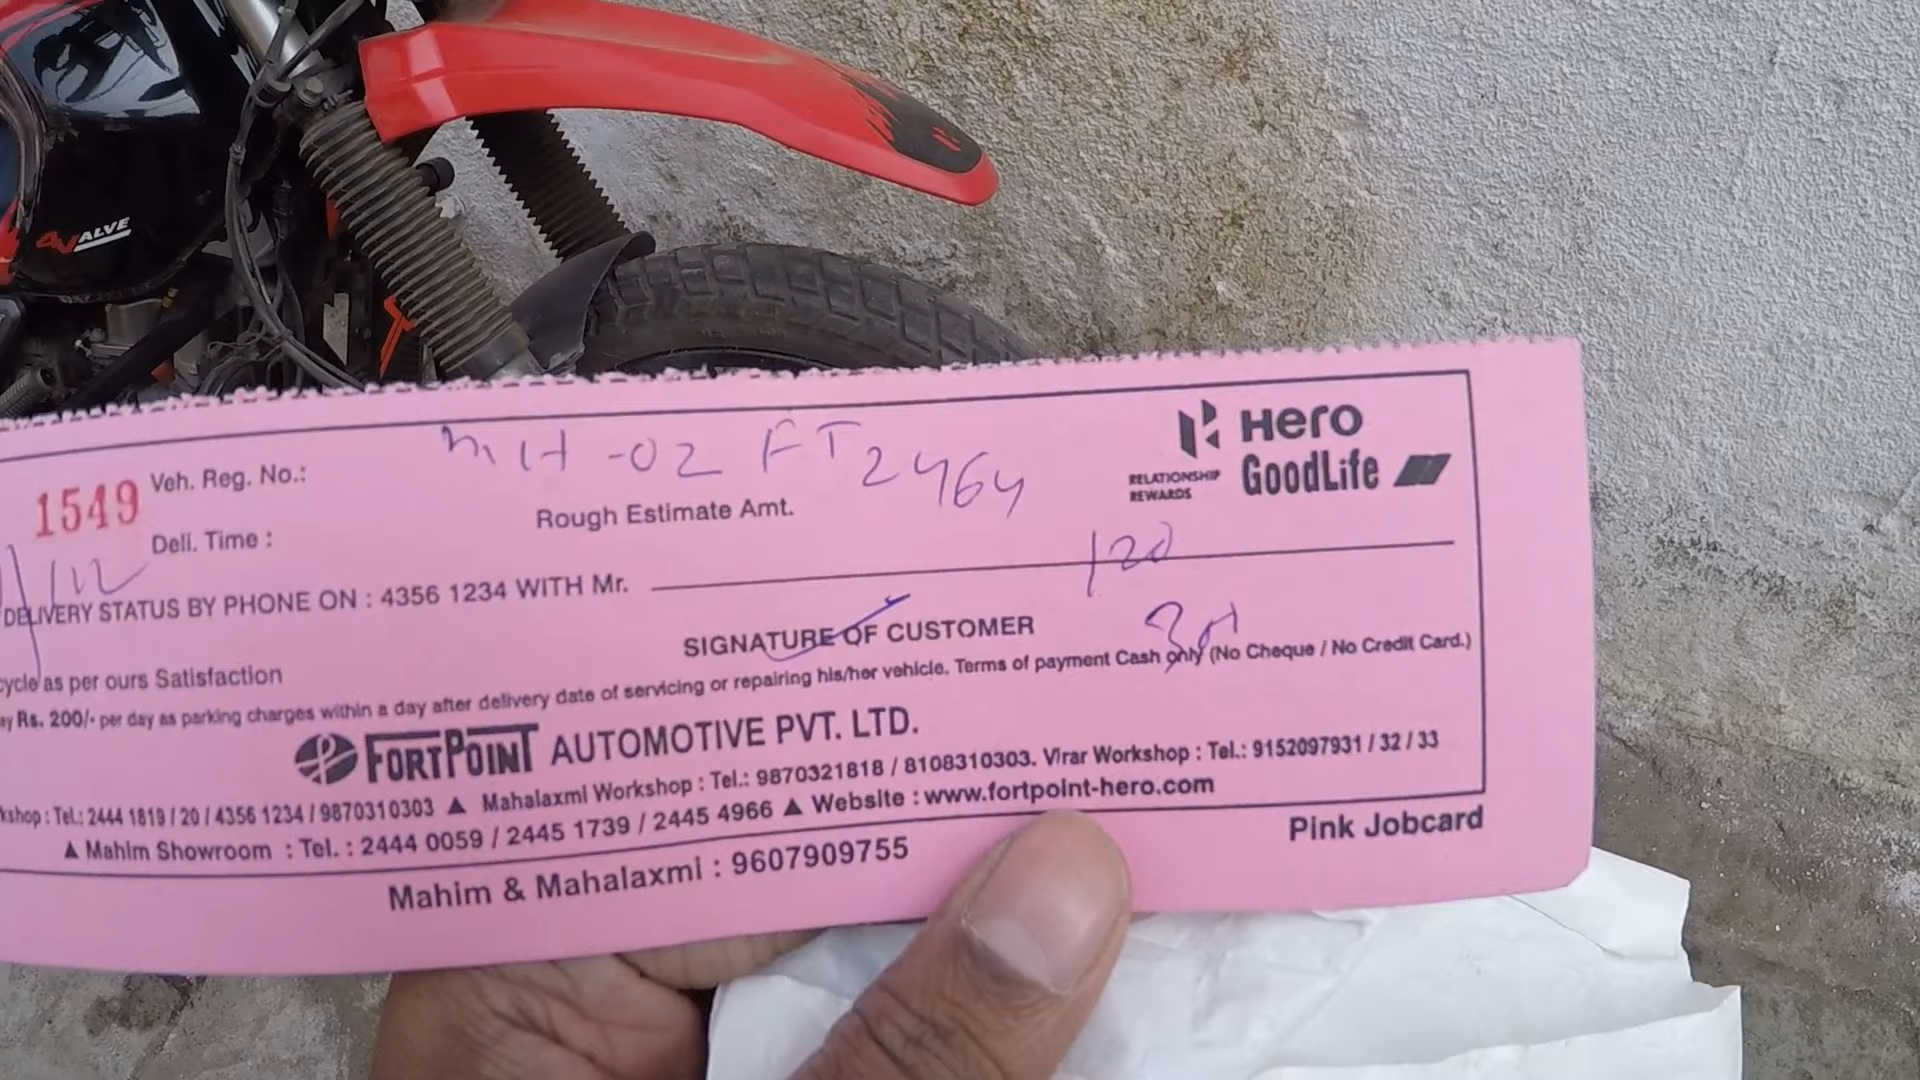 4VALVE
Hero
RELATIONSHIP REWARDS GoodLife
1549 Veh. Reg. No.: MH-02 FT 2464
Deli. Time : Rough Estimate Amt.
120
DELIVERY STATUS BY PHONE ON : 4356 1234 WITH Mr.
SIGNATURE OF CUSTOMER
cycle as per ours Satisfaction
Rs. 200/- per day as parking charges within a day after delivery date of servicing or repairing his/her vehicle. Terms of payment Cash only (No Cheque / No Credit Card.)
FORTPOINT AUTOMOTIVE PVT. LTD.
kshop : Tel.: 2444 1819 / 20 / 4356 1234 / 9870310303 ▲ Mahalaxmi Workshop : Tel.: 9870321818 / 8108310303. Virar Workshop : Tel.: 9152097931 / 32 / 33
▲ Mahim Showroom : Tel. : 2444 0059 / 2445 1739 / 2445 4966 ▲ Website : www.fortpoint-hero.com
Mahim & Mahalaxmi : 9607909755
Pink Jobcard